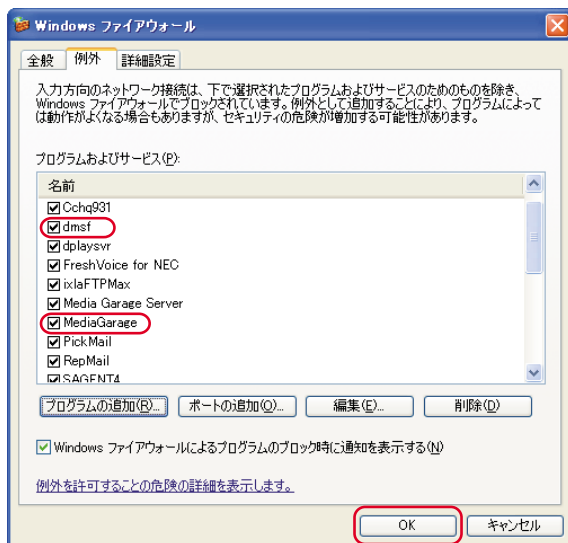 Windows ファイアウォール
全般 例外 詳細設定
入力方向のネットワーク接続は、下で選択されたプログラムおよびサービスのためのものを除き、
Windows ファイアウォールでブロックされています。例外として追加することにより、プログラムによって
は動作がよくなる場合もありますが、セキュリティの危険が増加する可能性があります。
プログラムおよびサービス(P):
名前
Cchq931
dmsf
dplaysvr
FreshVoice for NEC
ixlaFTPMax
Media Garage Server
MediaGarage
PickMail
RepMail
SAGENT4
プログラムの追加(R)... ポートの追加(O)... 編集(E)... 削除(D)
Windows ファイアウォールによるプログラムのブロック時に通知を表示する(N)
例外を許可することの危険の詳細を表示します。
OK キャンセル